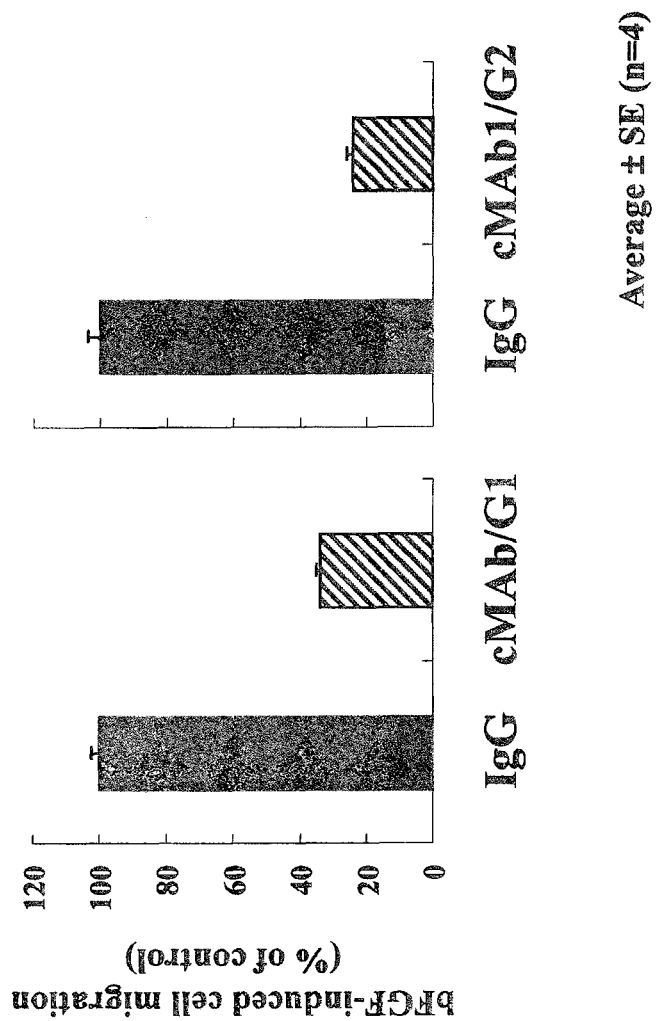 bFGF-induced cell migration
(% of control)
120
100
80
60
40
20
0
IgG cMAb/G1
IgG cMAb1/G2
Average ± SE (n=4)